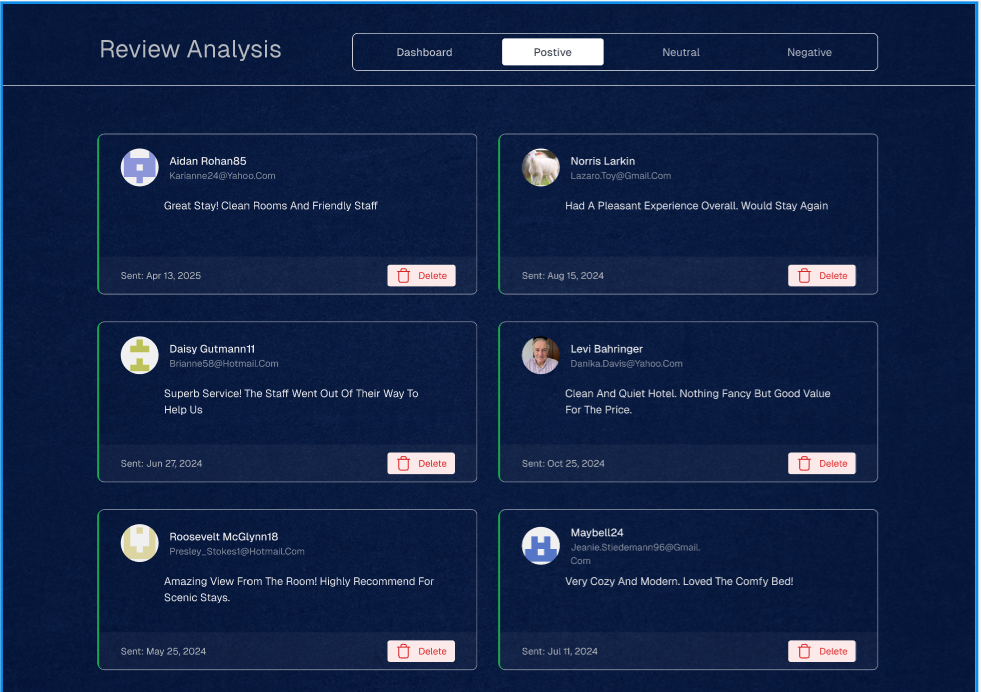 Review Analysis
Dashboard
Postive
Neutral
Negative
Aidan Rohan85
Karianne24@Yahoo.Com
Great Stay! Clean Rooms And Friendly Staff
Sent: Apr 13, 2025
Delete
Norris Larkin
Lazaro.Toy@Gmail.Com
Had A Pleasant Experience Overall. Would Stay Again
Sent: Aug 15, 2024
Delete
Daisy Gutmann11
Brianne58@Hotmail.Com
Superb Service! The Staff Went Out Of Their Way To
Help Us
Sent: Jun 27, 2024
Delete
Levi Bahringer
Danika.Davis@Yahoo.Com
Clean And Quiet Hotel. Nothing Fancy But Good Value
For The Price.
Sent: Oct 25, 2024
Delete
Roosevelt McGlynn18
Presley_Stokes1@Hotmail.Com
Amazing View From The Room! Highly Recommend For
Scenic Stays.
Sent: May 25, 2024
Delete
Maybell24
Jeanie.Stiedemann96@Gmail.
Com
Very Cozy And Modern. Loved The Comfy Bed!
Sent: Jul 11, 2024
Delete